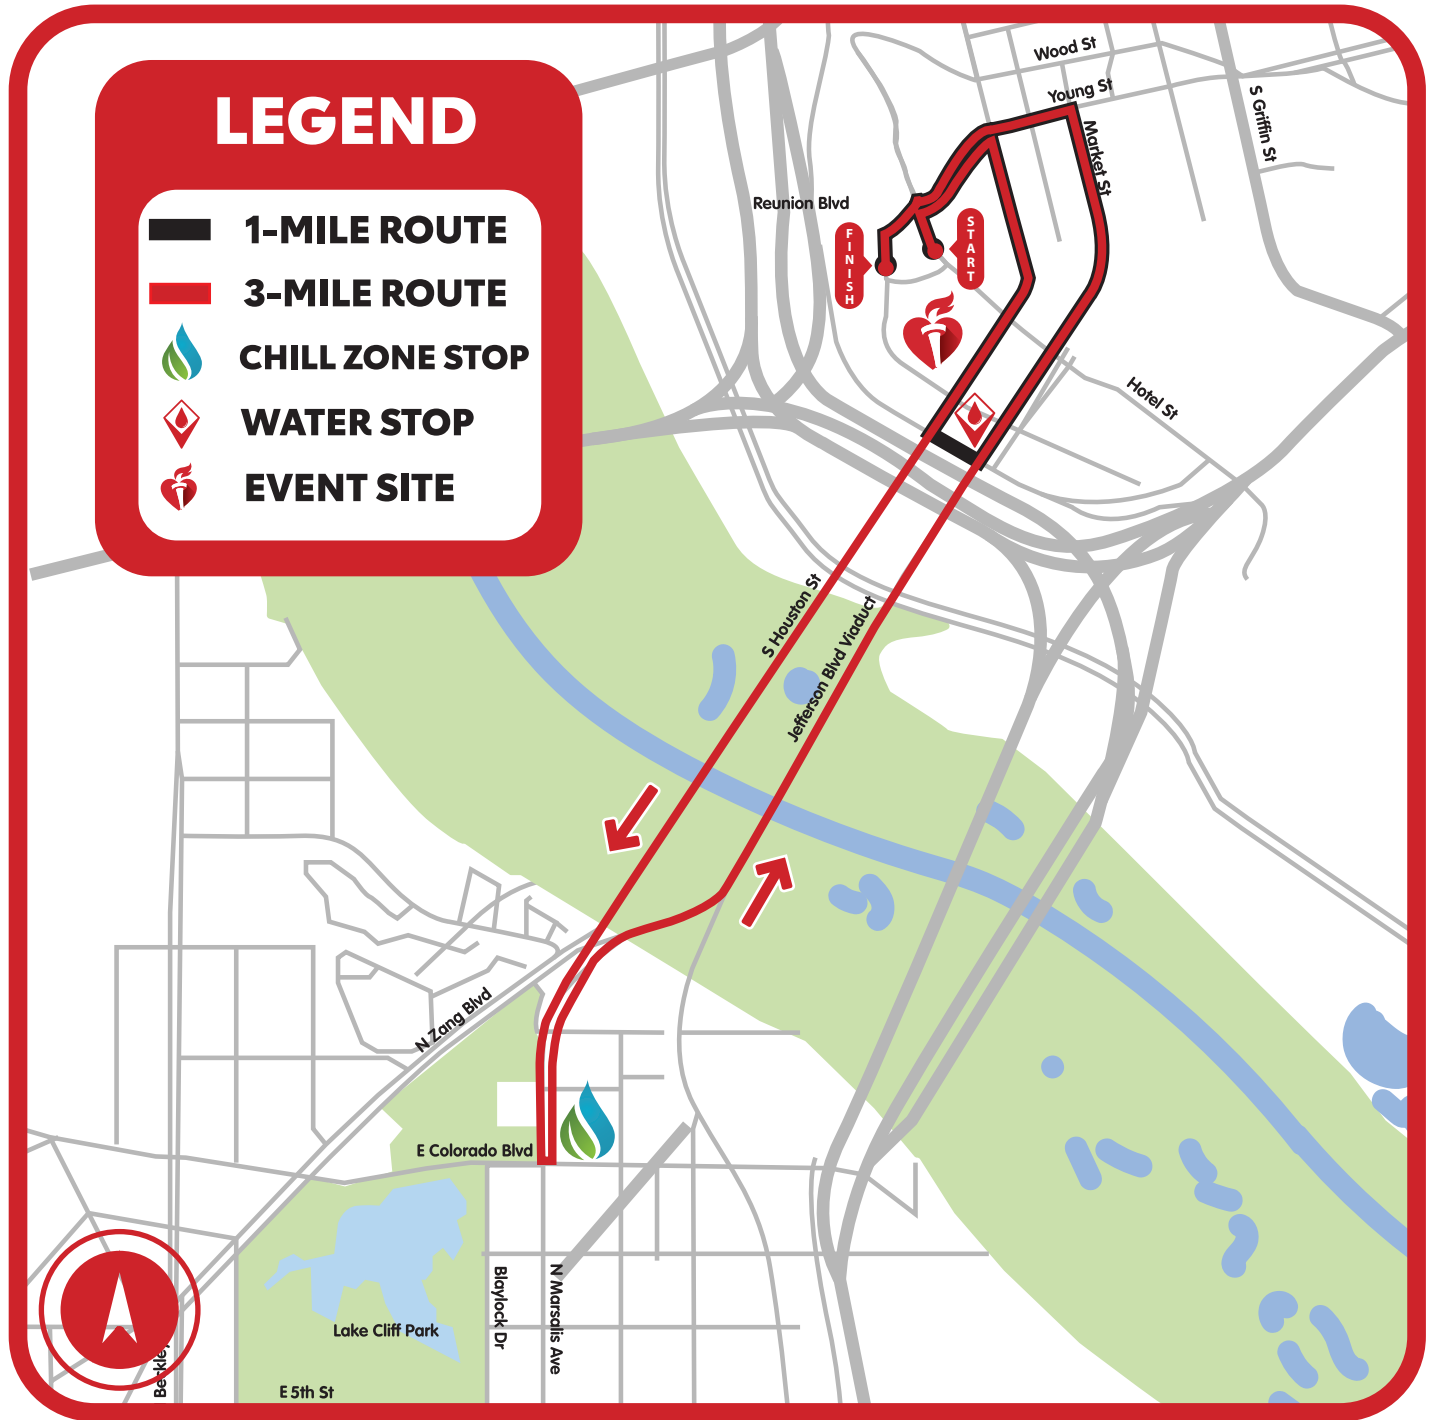 LEGEND
1-MILE ROUTE
3-MILE ROUTE
CHILL ZONE STOP
WATER STOP
EVENT SITE
Wood St
Young St
S Griffin St
Market St
Reunion Blvd
START
FINISH
Hotel St
S Houston St
Jefferson Blvd Viaduct
N Zang Blvd
E Colorado Blvd
Blaylock Dr
N Marsalis Ave
Lake Cliff Park
E 5th St